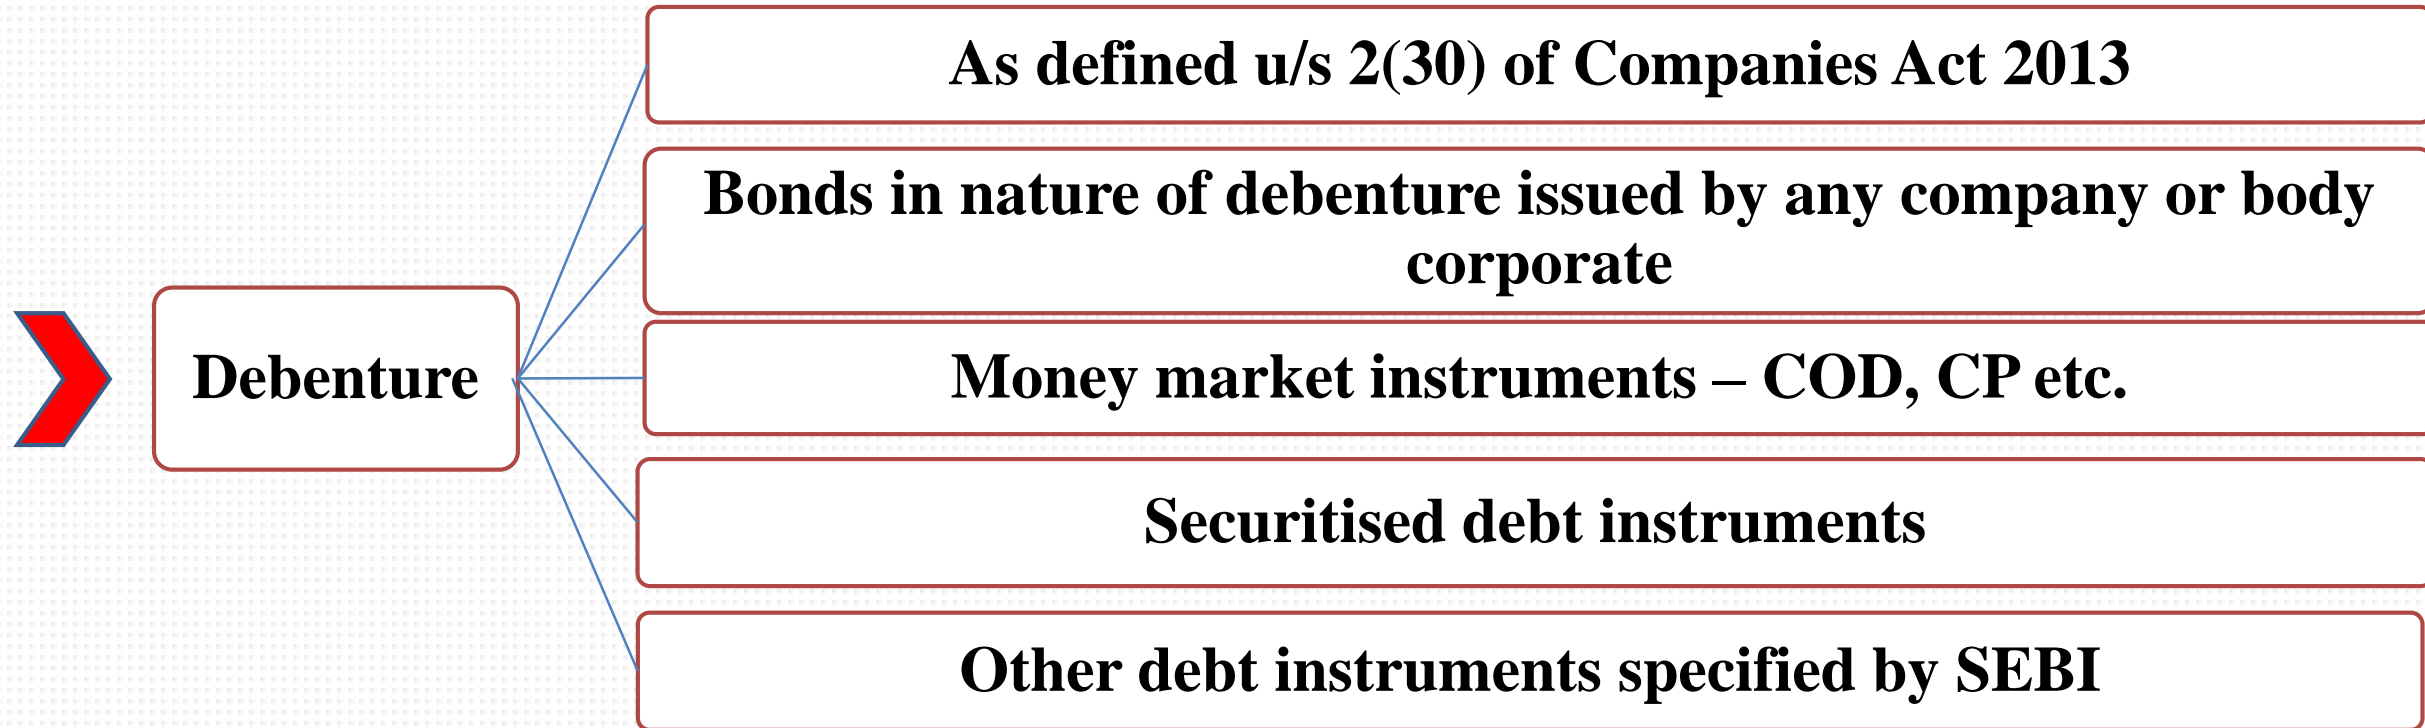 As defined u/s 2(30) of Companies Act 2013
Bonds in nature of debenture issued by any company or body
corporate
Debenture
Money market instruments – COD, CP etc.
Securitised debt instruments
Other debt instruments specified by SEBI